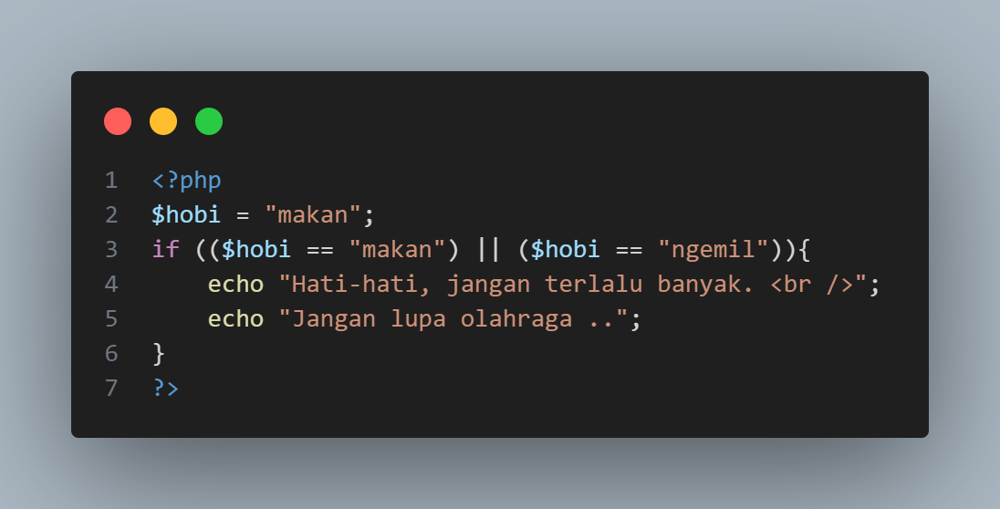 1 <?php
2 $hobi = "makan";
3 if (($hobi == "makan") || ($hobi == "ngemil")){
4     echo "Hati-hati, jangan terlalu banyak. <br />";
5     echo "Jangan lupa olahraga ..";
6 }
7 ?>